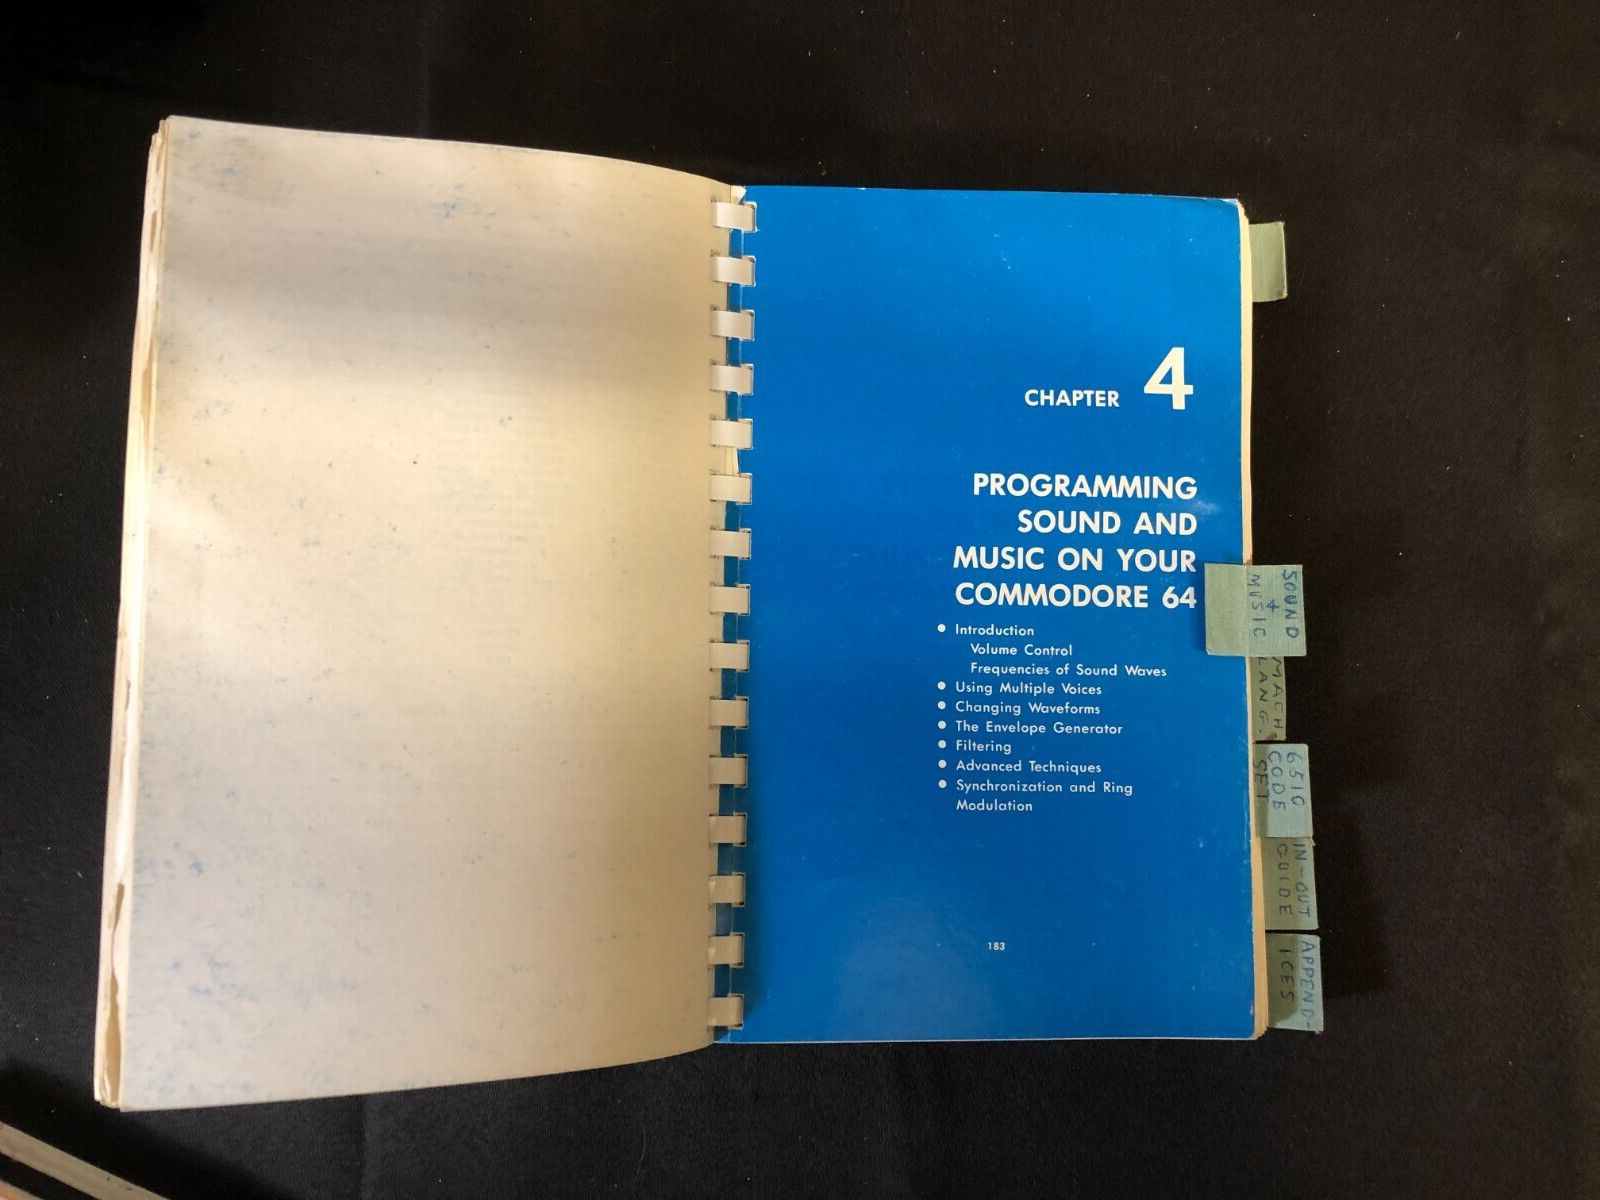 CHAPTER 4
PROGRAMMING
SOUND AND
MUSIC ON YOUR
COMMODORE 64
• Introduction
Volume Control
Frequencies of Sound Waves
• Using Multiple Voices
• Changing Waveforms
• The Envelope Generator
• Filtering
• Advanced Techniques
• Synchronization and Ring
Modulation
183
SOUND
4
MUSIC
MACH.
LANG.
6510
CODE
SET
IN-OUT
GUIDE
APPEND-
ICES